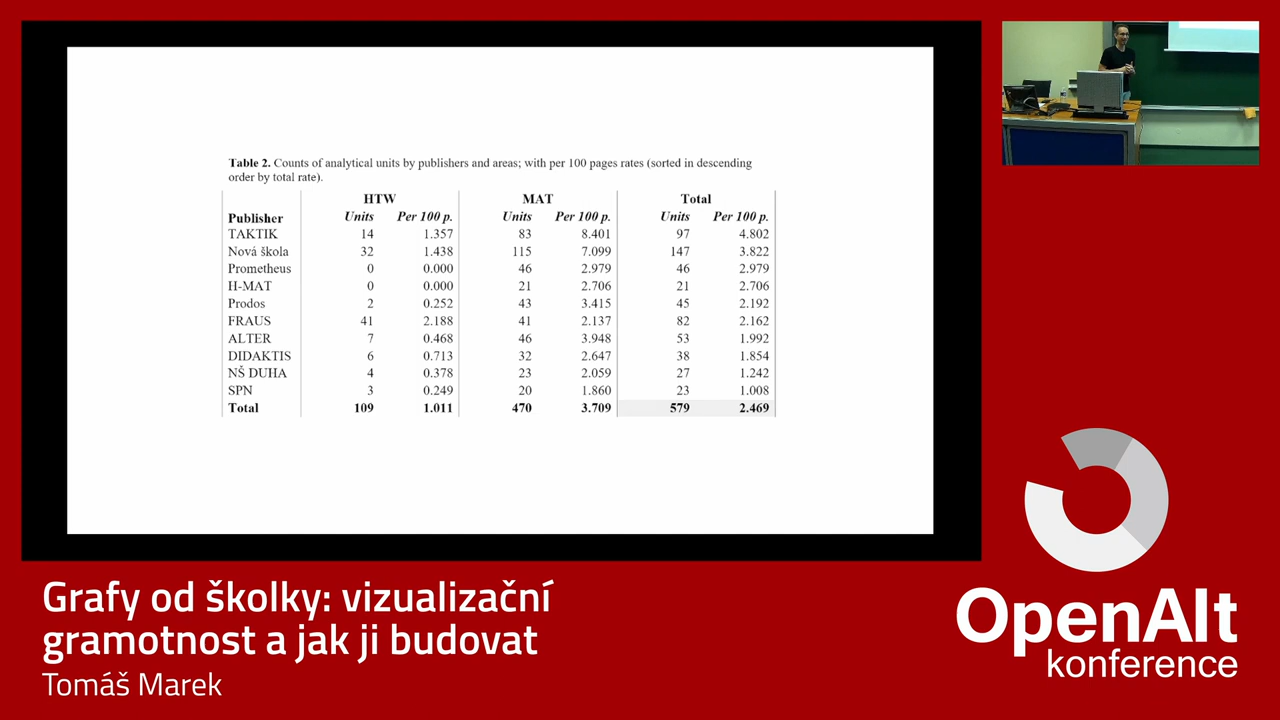 Table 2. Counts of analytical units by publishers and areas; with per 100 pages rates (sorted in descending
order by total rate).
HTW MAT Total
Publisher Units Per 100 p. Units Per 100 p. Units Per 100 p.
TAKTIK 14 1.357 83 8.401 97 4.802
Nová škola 32 1.438 115 7.099 147 3.822
Prometheus 0 0.000 46 2.979 46 2.979
H-MAT 0 0.000 21 2.706 21 2.706
Prodos 2 0.252 43 3.415 45 2.192
FRAUS 41 2.188 41 2.137 82 2.162
ALTER 7 0.468 46 3.948 53 1.992
DIDAKTIS 6 0.713 32 2.647 38 1.854
NŠ DUHA 4 0.378 23 2.059 27 1.242
SPN 3 0.249 20 1.860 23 1.008
Total 109 1.011 470 3.709 579 2.469
Grafy od školky: vizualizační
gramotnost a jak ji budovat
Tomáš Marek
OpenAlt
konference